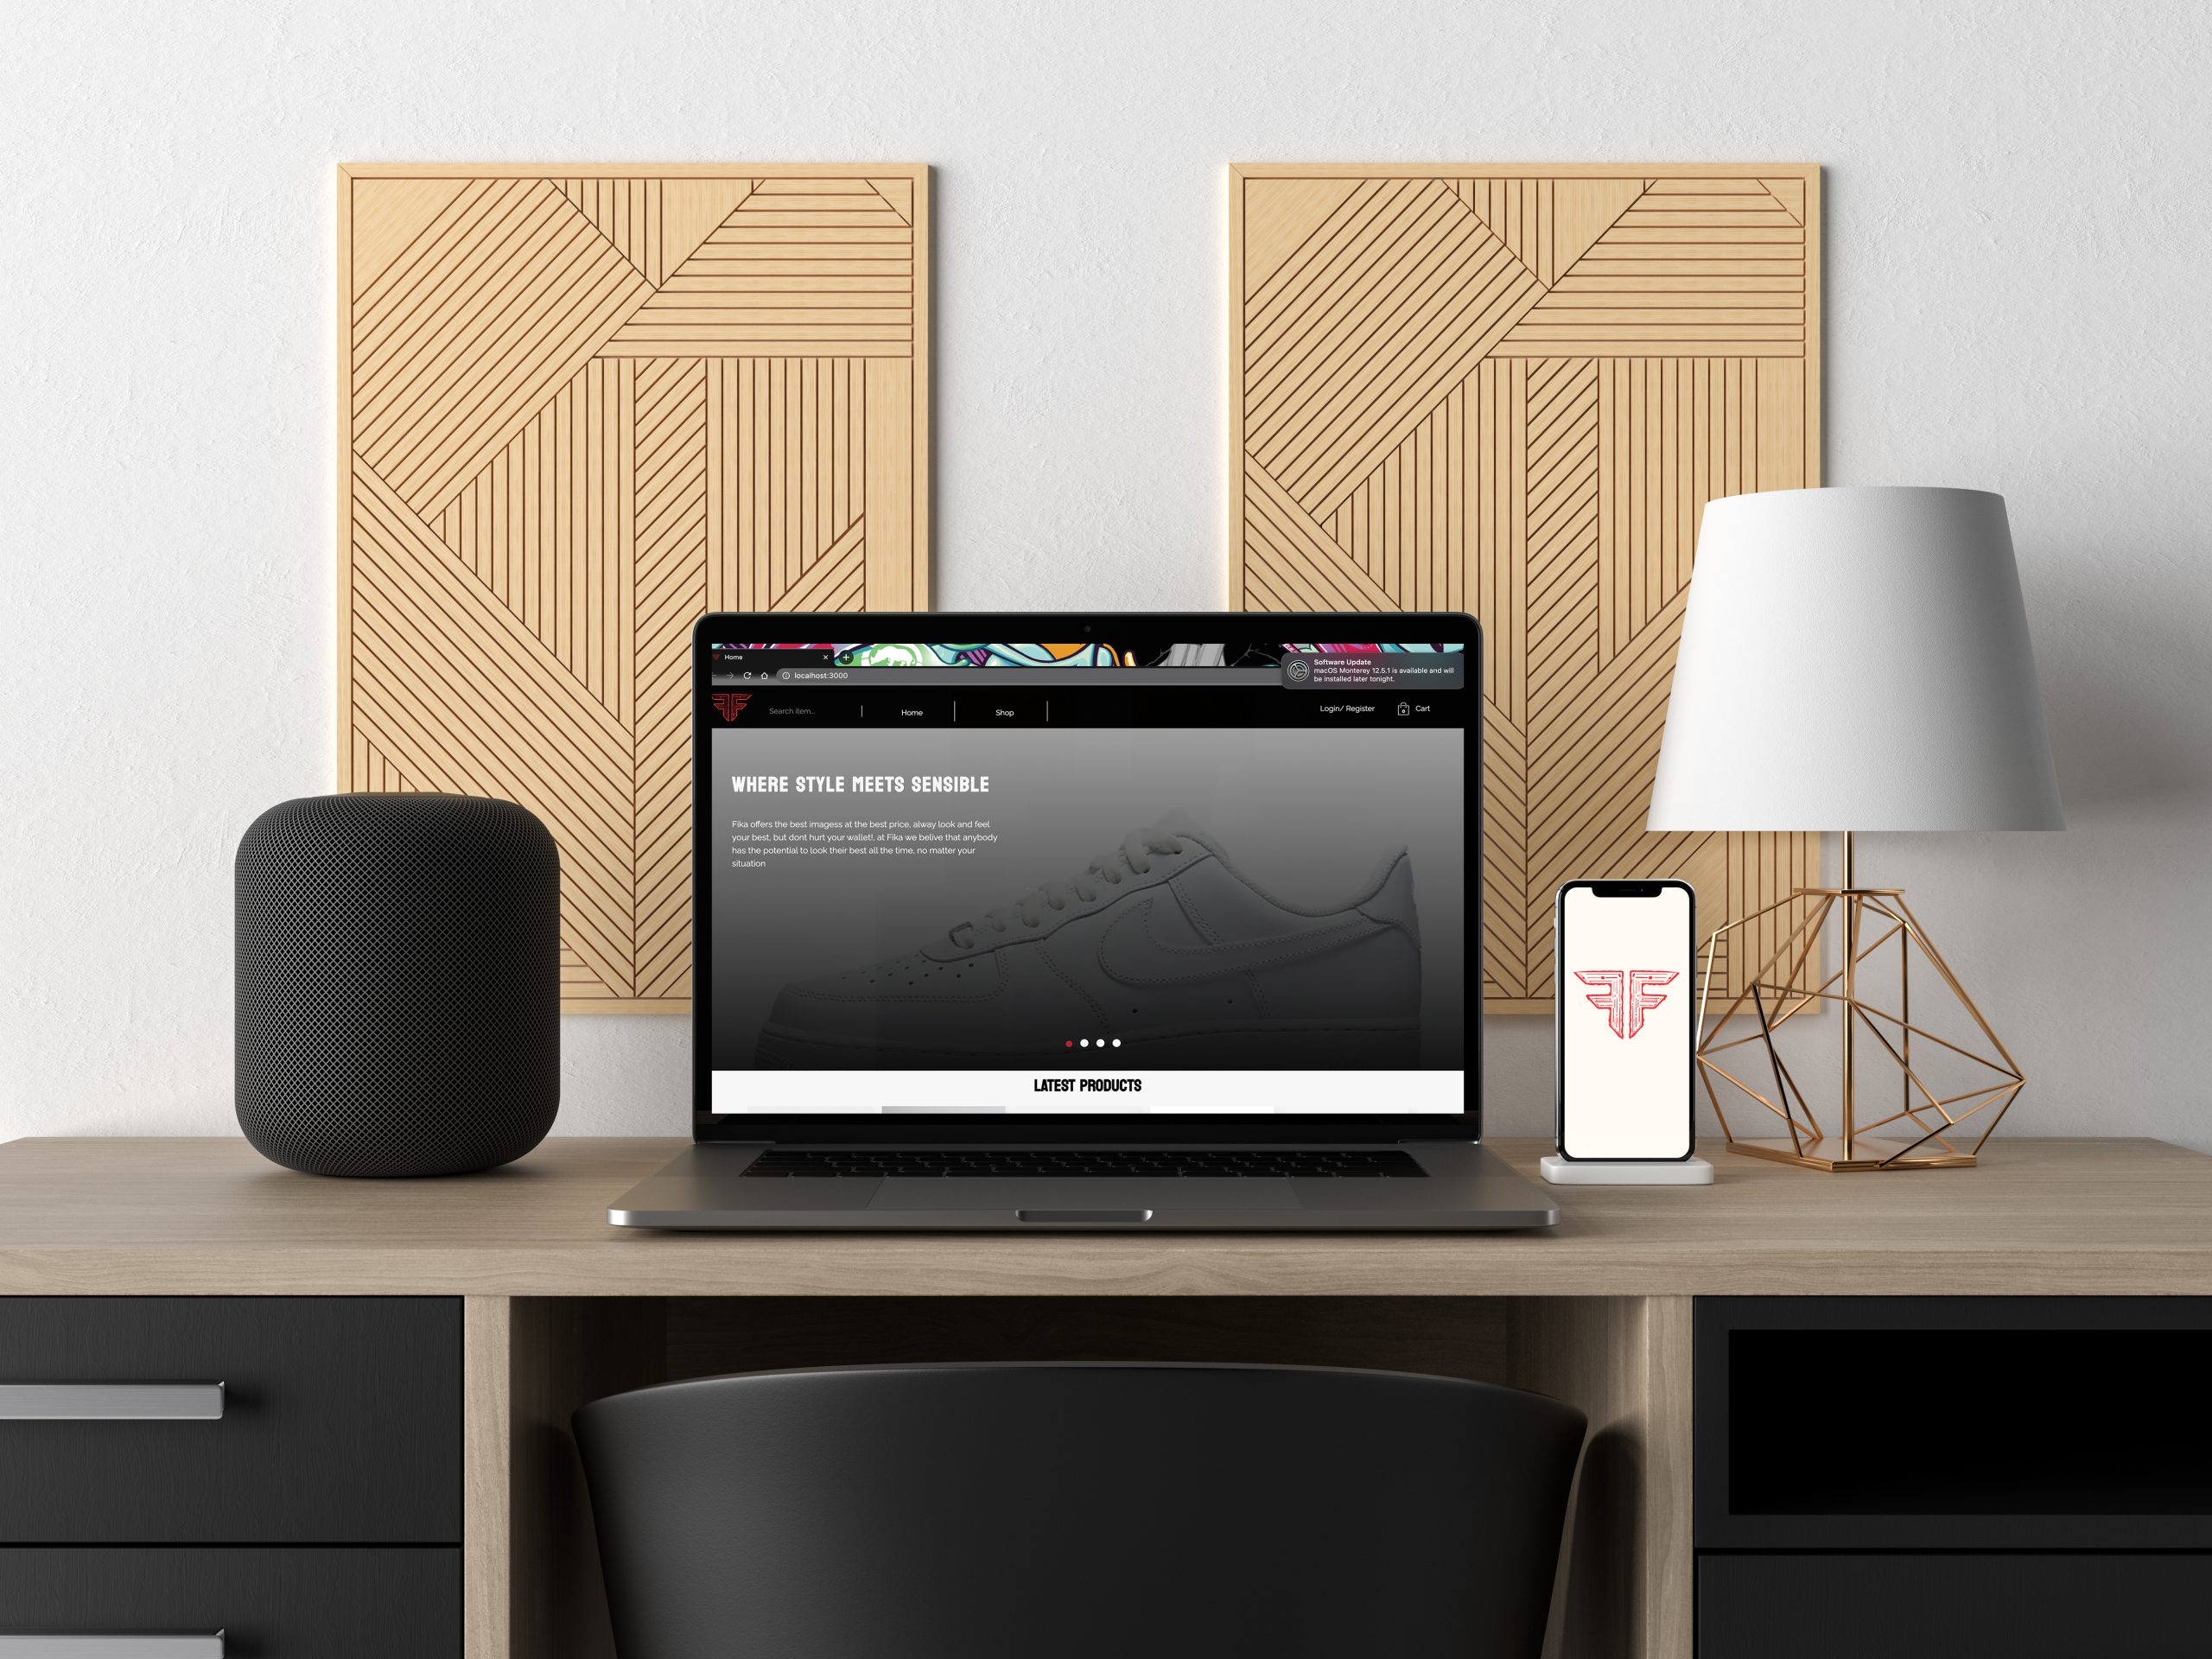 Home
localhost:3000
Software Update
macOS Monterey 12.5.1 is available and will
be installed later tonight.
Search item...
Home
Shop
Login/ Register
0
Cart
WHERE STYLE MEETS SENSIBLE
Fika offers the best imagess at the best price, alway look and feel
your best, but dont hurt your wallet!, at Fika we belive that anybody
has the potential to look their best all the time, no matter your
situation
LATEST PRODUCTS